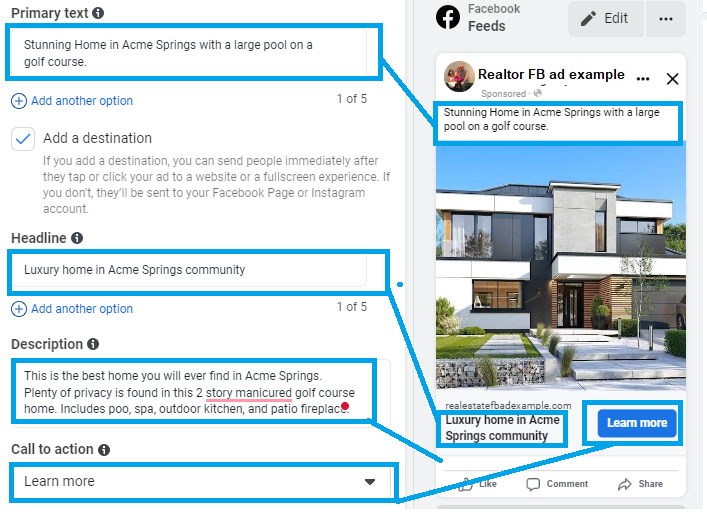 Primary text
Stunning Home in Acme Springs with a large pool on a
golf course.
Add another option
1 of 5
Add a destination
If you add a destination, you can send people immediately after
they tap or click your ad to a website or a fullscreen experience. If
you don't, they'll be sent to your Facebook Page or Instagram
account.
Headline
Luxury home in Acme Springs community
Add another option
1 of 5
Description
This is the best home you will ever find in Acme Springs.
Plenty of privacy is found in this 2 story manicured golf course
home. Includes poo, spa, outdoor kitchen, and patio fireplace.
Call to action
Learn more
Facebook
Feeds
Edit
Realtor FB ad example
Sponsored
Stunning Home in Acme Springs with a large
pool on a golf course.
realestatefbadexample.com
Luxury home in Acme
Springs community
Learn more
Like
Comment
Share